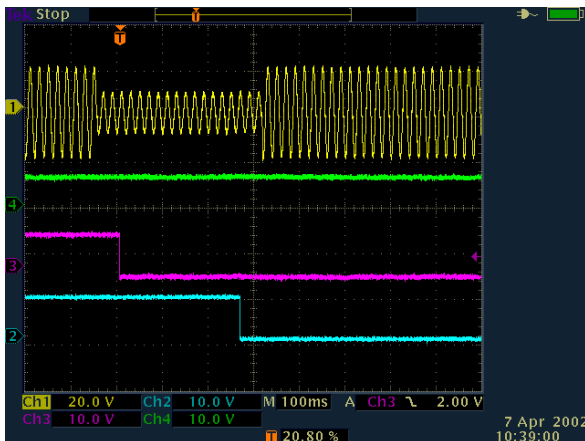 Tek Stop
T
T
1
4
3
2
Ch1 20.0 V Ch2 10.0 V M 100ms A Ch3 2.00 V
Ch3 10.0 V Ch4 10.0 V
T 20.80 %
7 Apr 2002
10:39:00